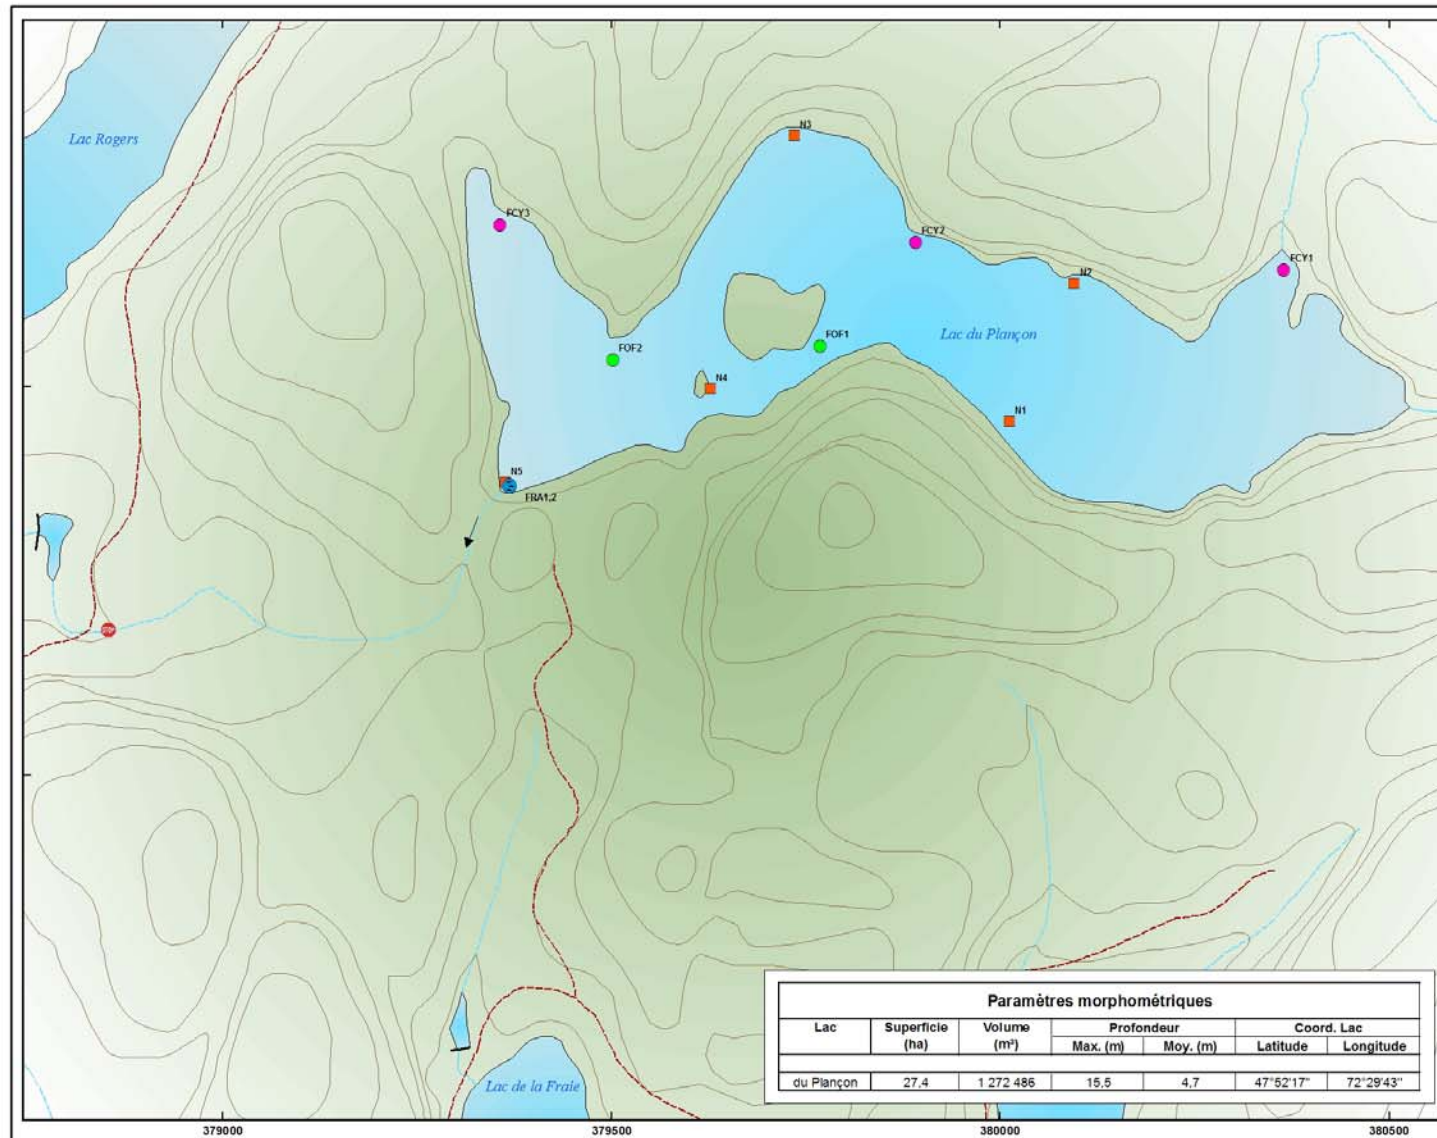 N3
Lac Rogers
FCY3
FCY2
FCY1
N2
Lac du Plançon
FOF1
FOF2
N4
N1
N5
FRA1,2
STOP
Paramètres morphométriques
Lac Superficie (ha) Volume (m³) Profondeur Coord. Lac
Max. (m) Moy. (m) Latitude Longitude
du Plançon 27,4 1 272 486 15,5 4,7 47°52'17" 72°29'43"
Lac de la Fraie
379000 379500 380000 380500